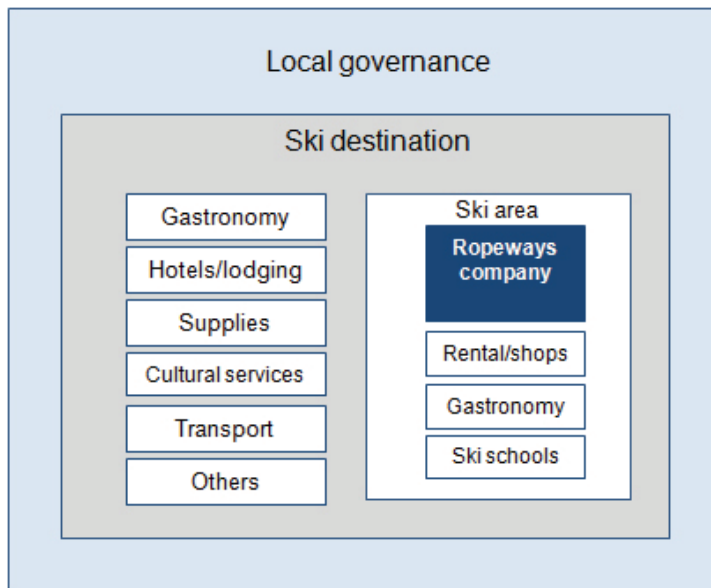 Local governance
Ski destination
Gastronomy
Hotels/lodging
Supplies
Cultural services
Transport
Others
Ski area
Ropeways
company
Rental/shops
Gastronomy
Ski schools